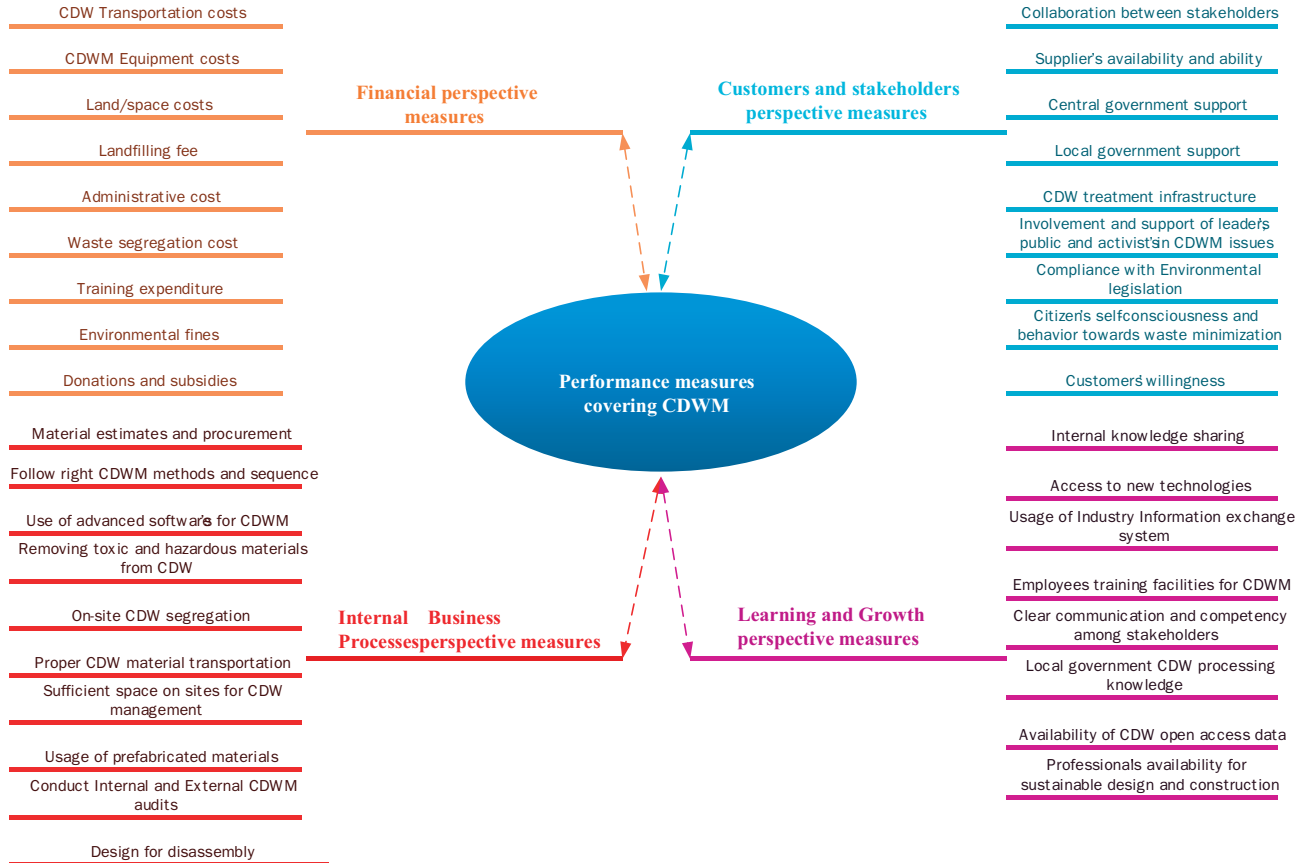 CDW Transportation costs
CDWM Equipment costs
Land/space costs
Landfilling fee
Administrative cost
Waste segregation cost
Training expenditure
Environmental fines
Donations and subsidies
Financial perspective
measures
Customers and stakeholders
perspective measures
Collaboration between stakeholders
Supplier's availability and ability
Central government support
Local government support
CDW treatment infrastructure
Involvement and support of leader's,
public and activist's in CDWM issues
Compliance with Environmental
legislation
Citizen's selfconsciousness and
behavior towards waste minimization
Customers' willingness
Performance measures
covering CDWM
Material estimates and procurement
Follow right CDWM methods and sequence
Use of advanced software's for CDWM
Removing toxic and hazardous materials
from CDW
On-site CDW segregation
Proper CDW material transportation
Sufficient space on sites for CDW
management
Usage of prefabricated materials
Conduct Internal and External CDWM
audits
Design for disassembly
Internal Business
Processesperspective measures
Learning and Growth
perspective measures
Internal knowledge sharing
Access to new technologies
Usage of Industry Information exchange
system
Employees training facilities for CDWM
Clear communication and competency
among stakeholders
Local government CDW processing
knowledge
Availability of CDW open access data
Professional's availability for
sustainable design and construction